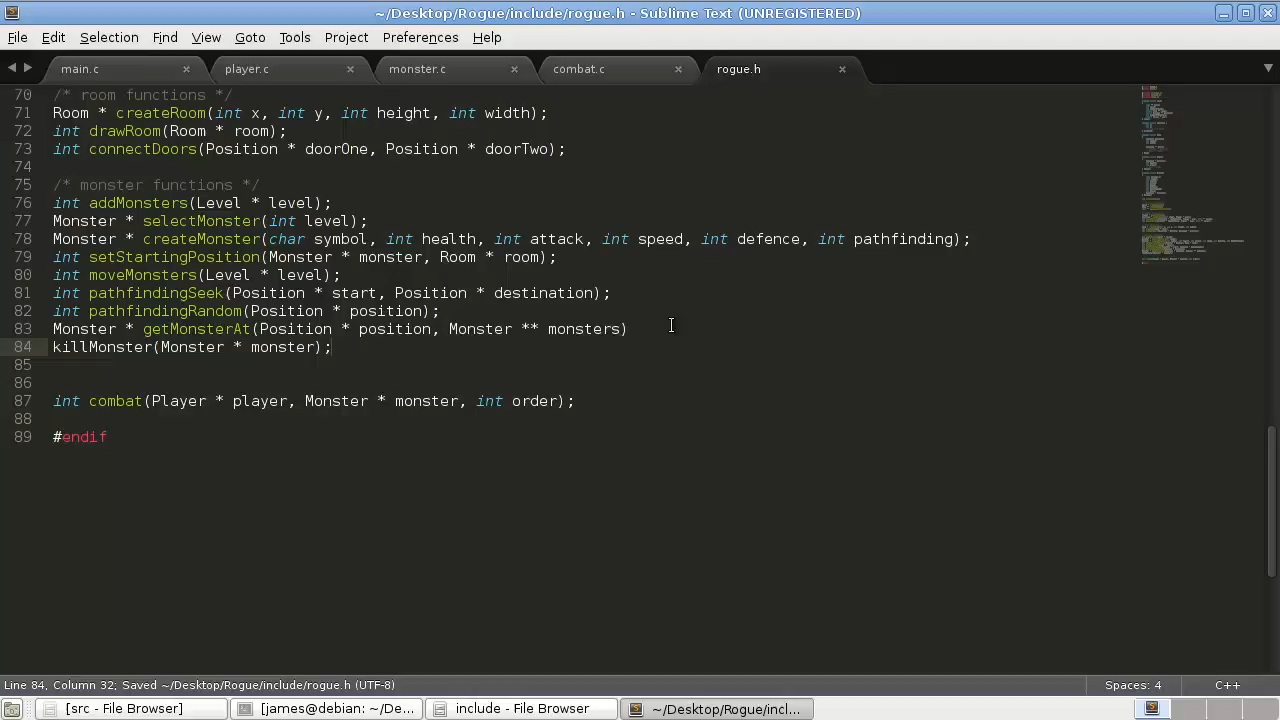 ~/Desktop/Rogue/include/rogue.h - Sublime Text (UNREGISTERED)
File Edit Selection Find View Goto Tools Project Preferences Help
main.c player.c monster.c combat.c rogue.h
70 /* room functions */
71 Room * createRoom(int x, int y, int height, int width);
72 int drawRoom(Room * room);
73 int connectDoors(Position * doorOne, Position * doorTwo);
74
75 /* monster functions */
76 int addMonsters(Level * level);
77 Monster * selectMonster(int level);
78 Monster * createMonster(char symbol, int health, int attack, int speed, int defence, int pathfinding);
79 int setStartingPosition(Monster * monster, Room * room);
80 int moveMonsters(Level * level);
81 int pathfindingSeek(Position * start, Position * destination);
82 int pathfindingRandom(Position * position);
83 Monster * getMonsterAt(Position * position, Monster ** monsters)
84 killMonster(Monster * monster);
85
86
87 int combat(Player * player, Monster * monster, int order);
88
89 #endif
Line 84, Column 32; Saved ~/Desktop/Rogue/include/rogue.h (UTF-8) Spaces: 4 C++
[src - File Browser] [james@debian: ~/De... include - File Browser ~/Desktop/Rogue/incl...